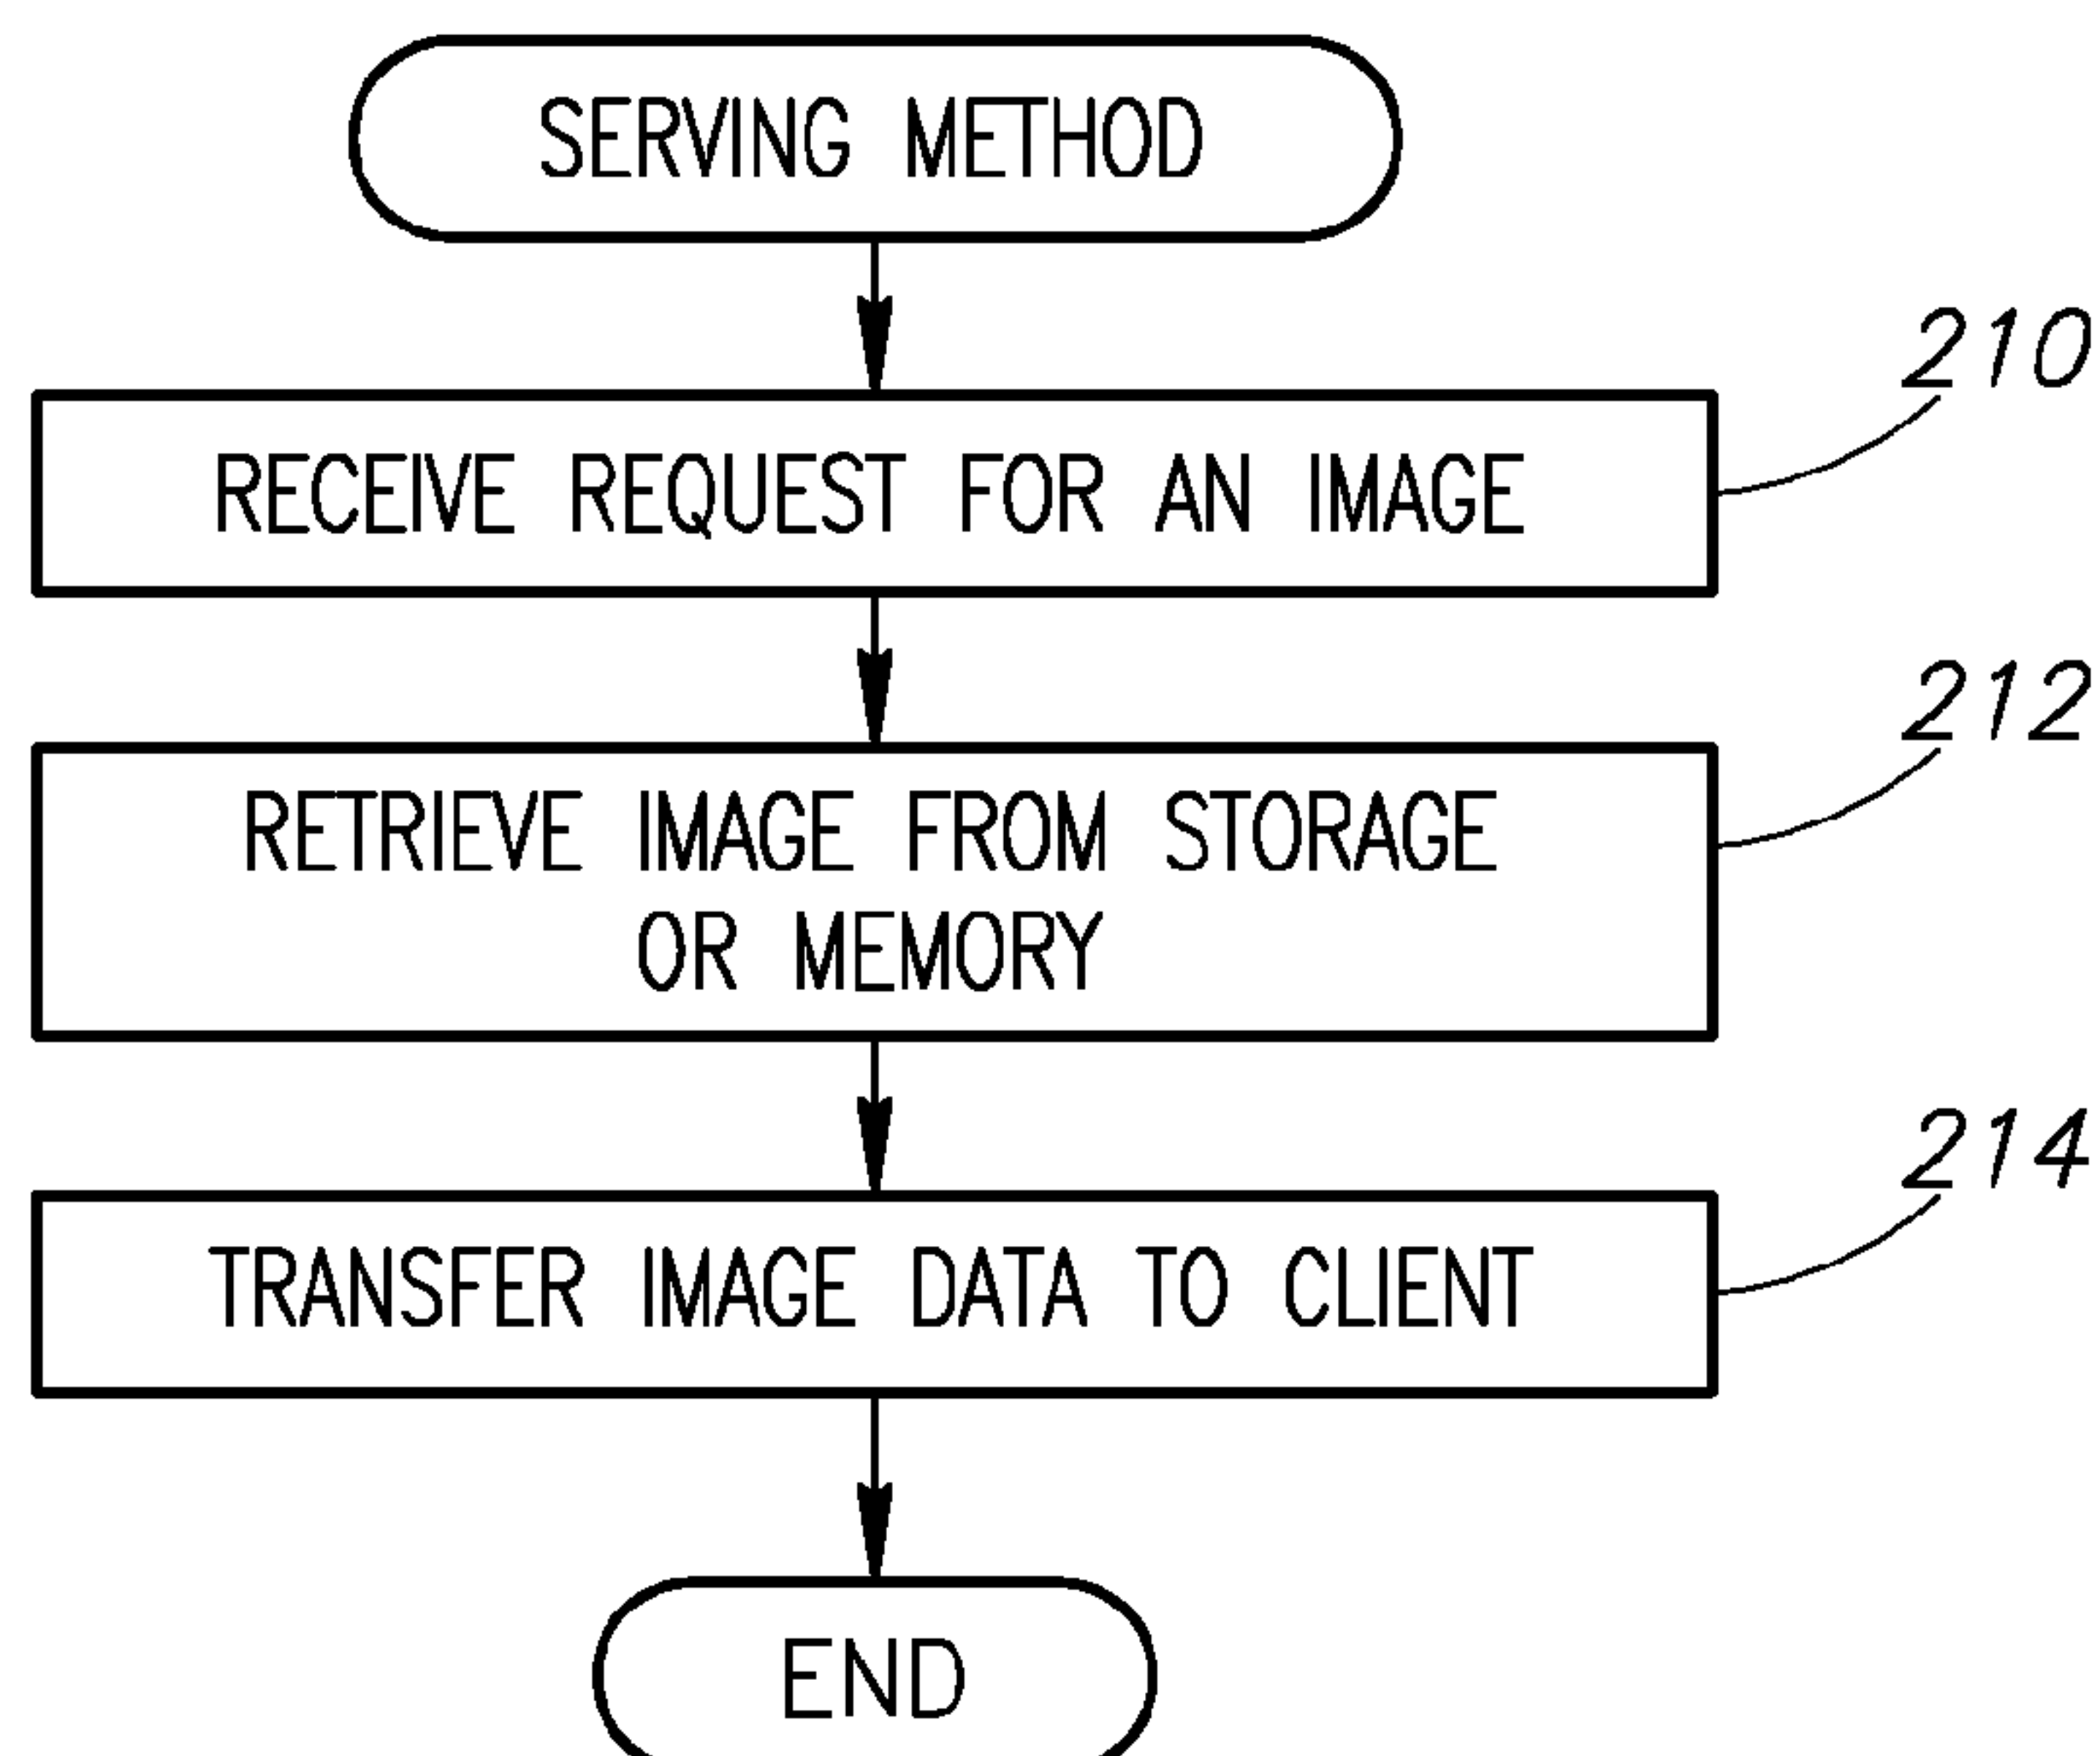 SERVING METHOD
210
RECEIVE REQUEST FOR AN IMAGE
212
RETRIEVE IMAGE FROM STORAGE
OR MEMORY
214
TRANSFER IMAGE DATA TO CLIENT
END